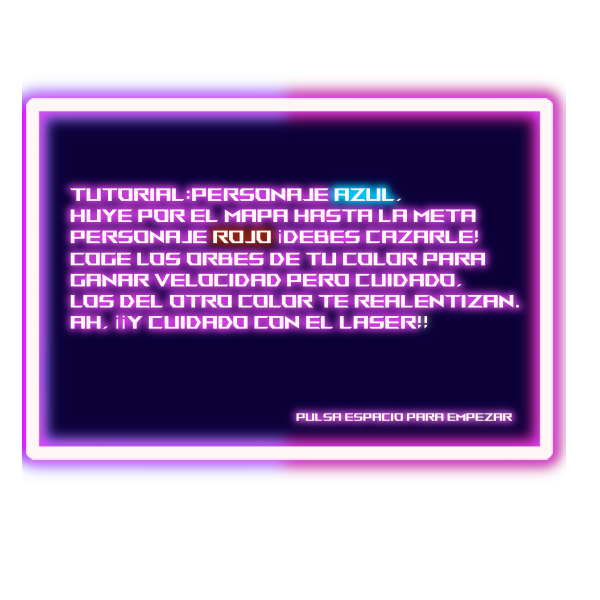 TUTORIAL:PERSONAJE AZUL,
HUYE POR EL MAPA HASTA LA META
PERSONAJE ROJO ¡DEBES CAZARLE!
COGE LOS ORBES DE TU COLOR PARA
GANAR VELOCIDAD PERO CUIDADO,
LOS DEL OTRO COLOR TE REALENTIZAN.
AH, ¡¡Y CUIDADO CON EL LASER!!
PULSA ESPACIO PARA EMPEZAR